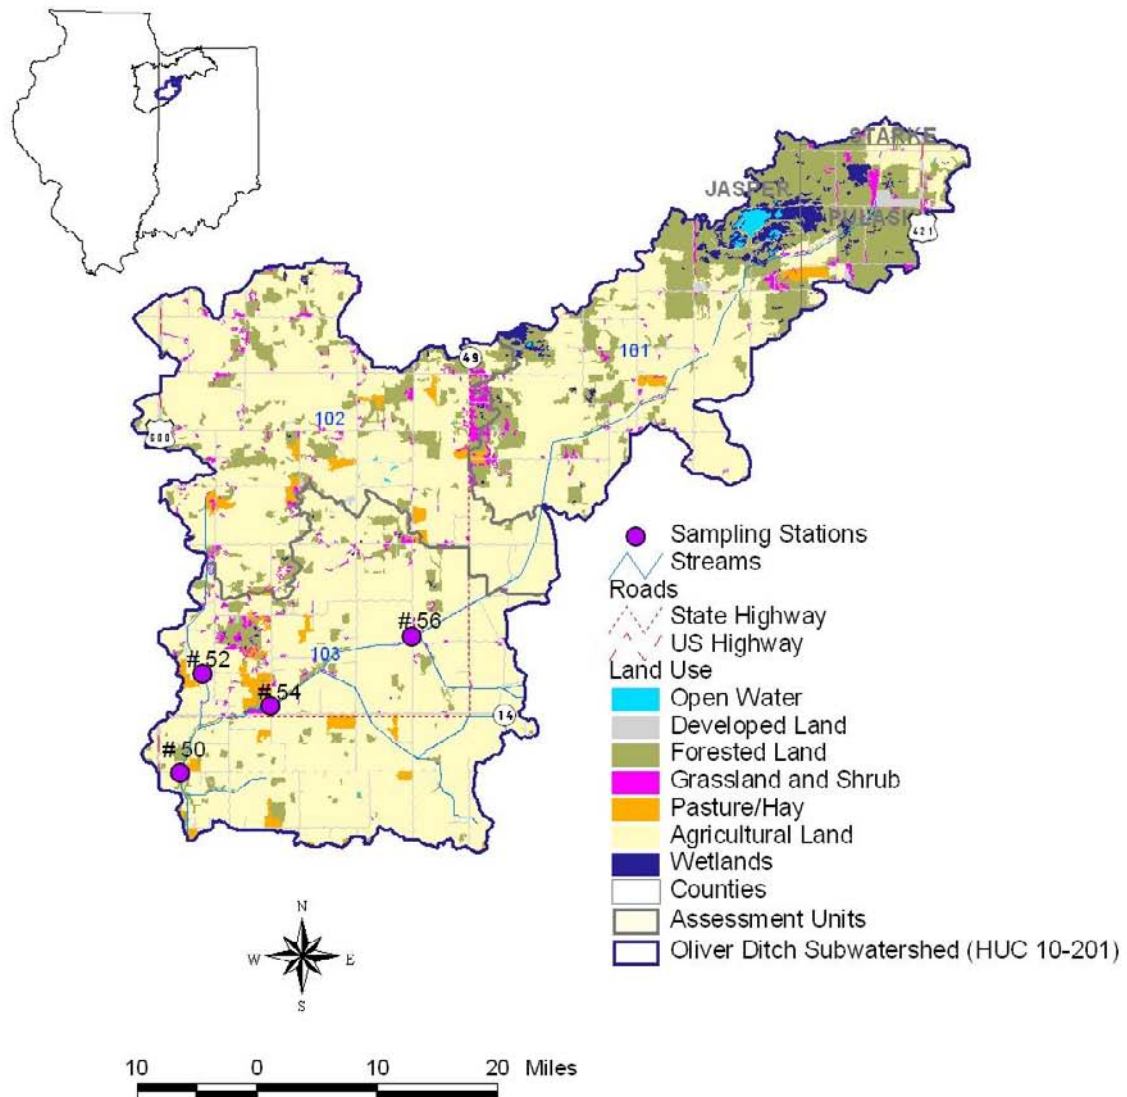 STARKE
JASPER
PULASKI
421
49
101
102
600
#56
#52
103
#54
14
#50
Sampling Stations
Streams
Roads
State Highway
US Highway
Land Use
Open Water
Developed Land
Forested Land
Grassland and Shrub
Pasture/Hay
Agricultural Land
Wetlands
Counties
Assessment Units
Oliver Ditch Subwatershed (HUC 10-201)
N
W E
S
10 0 10 20 Miles